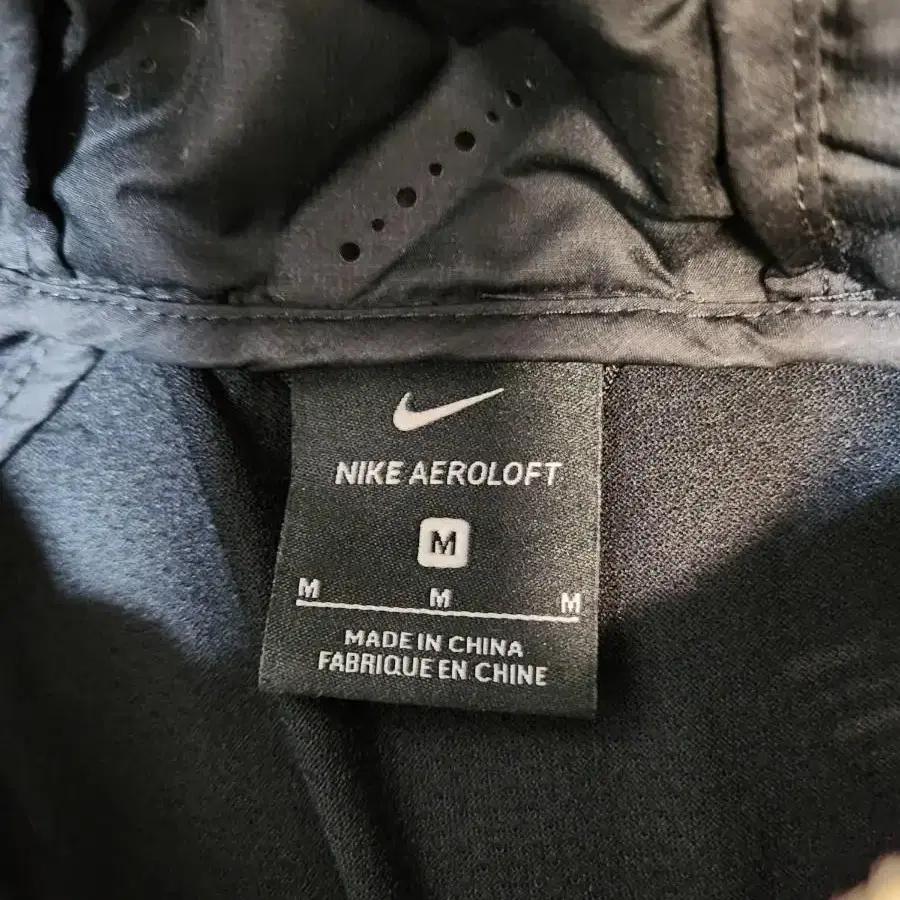 NIKE AEROLOFT
M
M M M
MADE IN CHINA
FABRIQUE EN CHINE